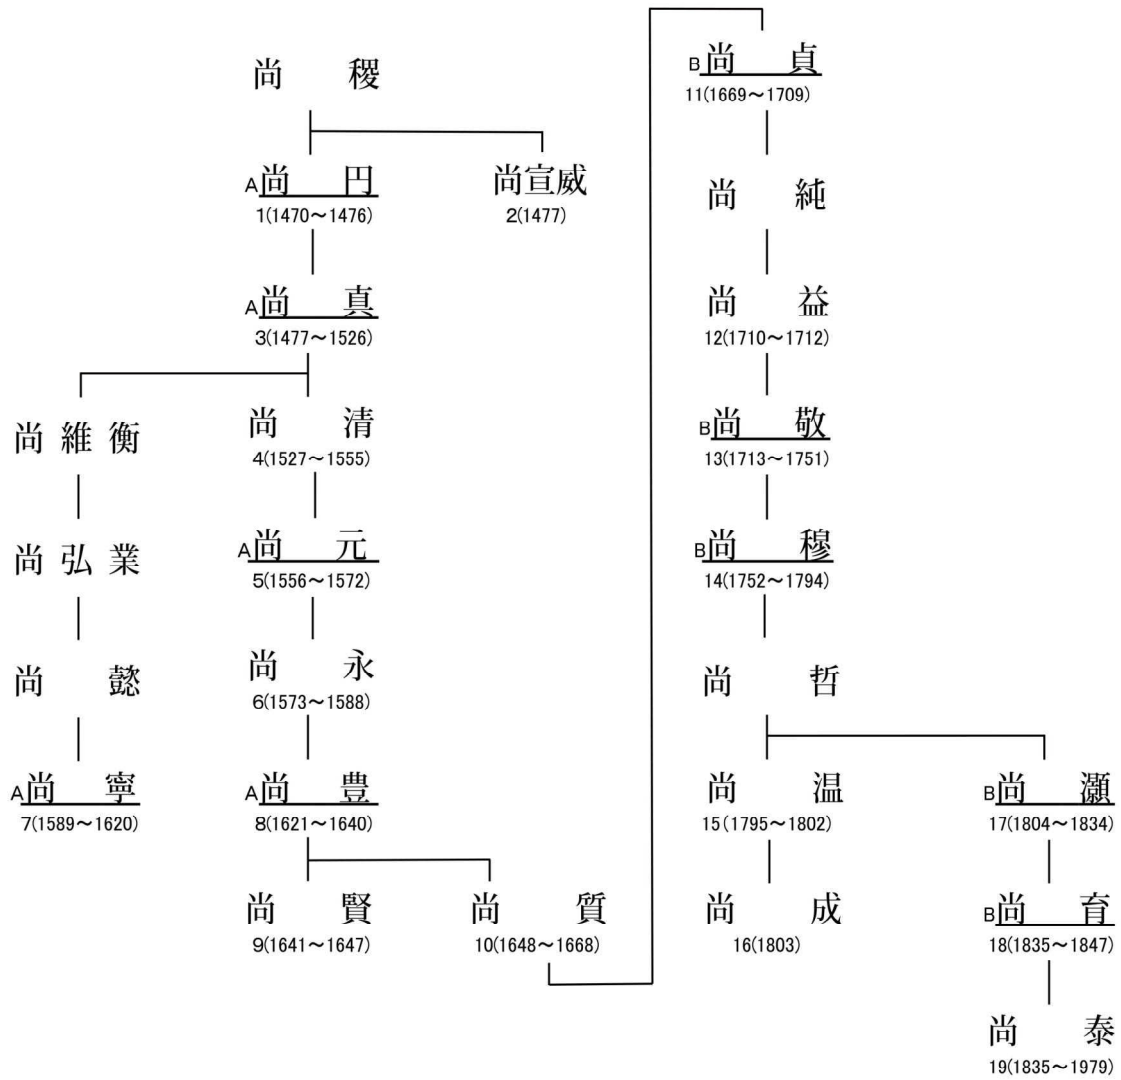 尚 稷
A尚 円
1(1470～1476)
尚宣威
2(1477)
A尚 真
3(1477～1526)
尚 維 衡
尚 清
4(1527～1555)
尚 弘 業
A尚 元
5(1556～1572)
尚 懿
尚 永
6(1573～1588)
A尚 寧
7(1589～1620)
A尚 豊
8(1621～1640)
尚 賢
9(1641～1647)
尚 質
10(1648～1668)
B尚 貞
11(1669～1709)
尚 純
尚 益
12(1710～1712)
B尚 敬
13(1713～1751)
B尚 穆
14(1752～1794)
尚 哲
尚 温
15(1795～1802)
B尚 灝
17(1804～1834)
尚 成
16(1803)
B尚 育
18(1835～1847)
尚 泰
19(1835～1979)